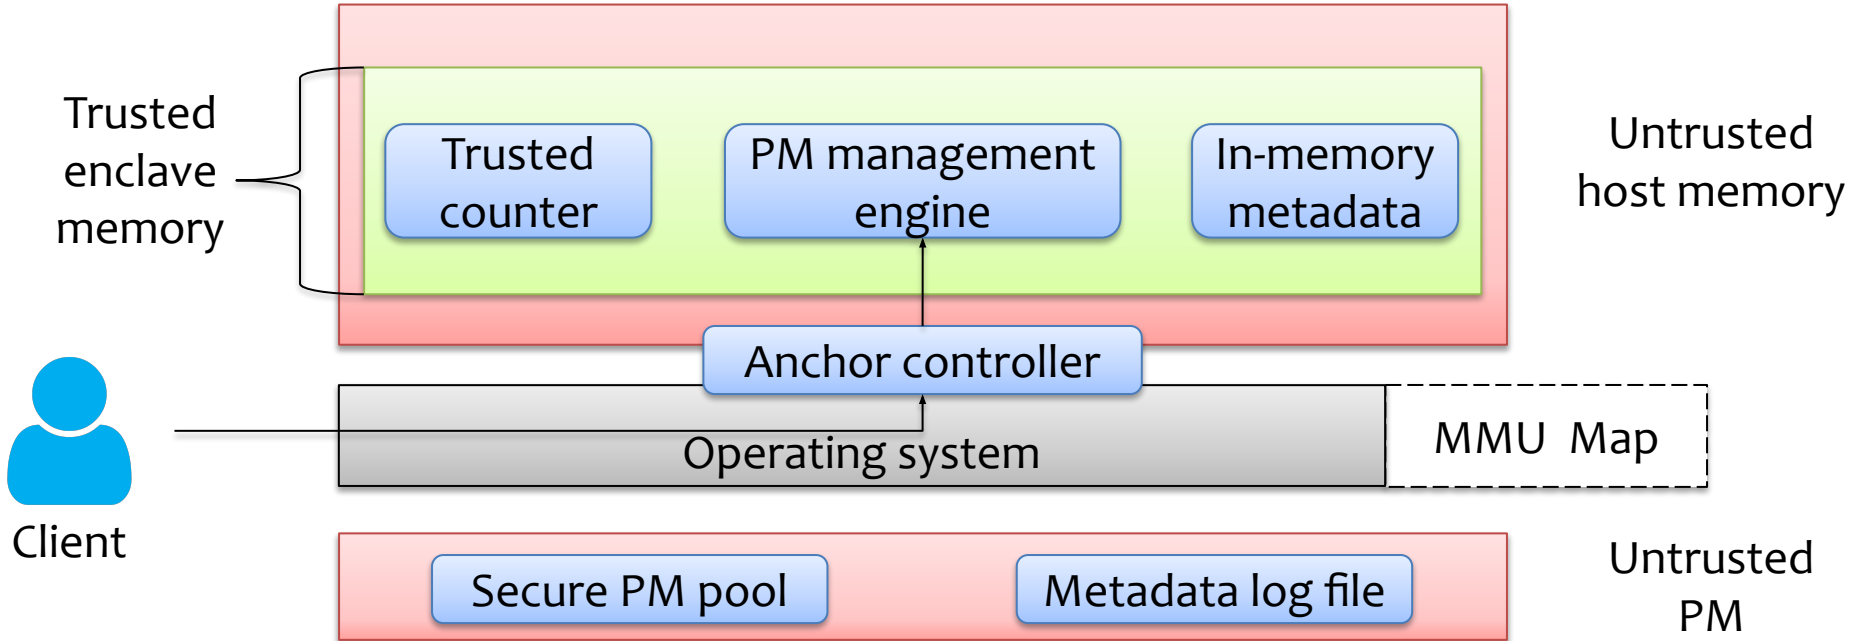 Trusted
enclave
memory
Trusted
counter
PM management
engine
In-memory
metadata
Untrusted
host memory
Anchor controller
Operating system
MMU Map
Client
Secure PM pool
Metadata log file
Untrusted
PM